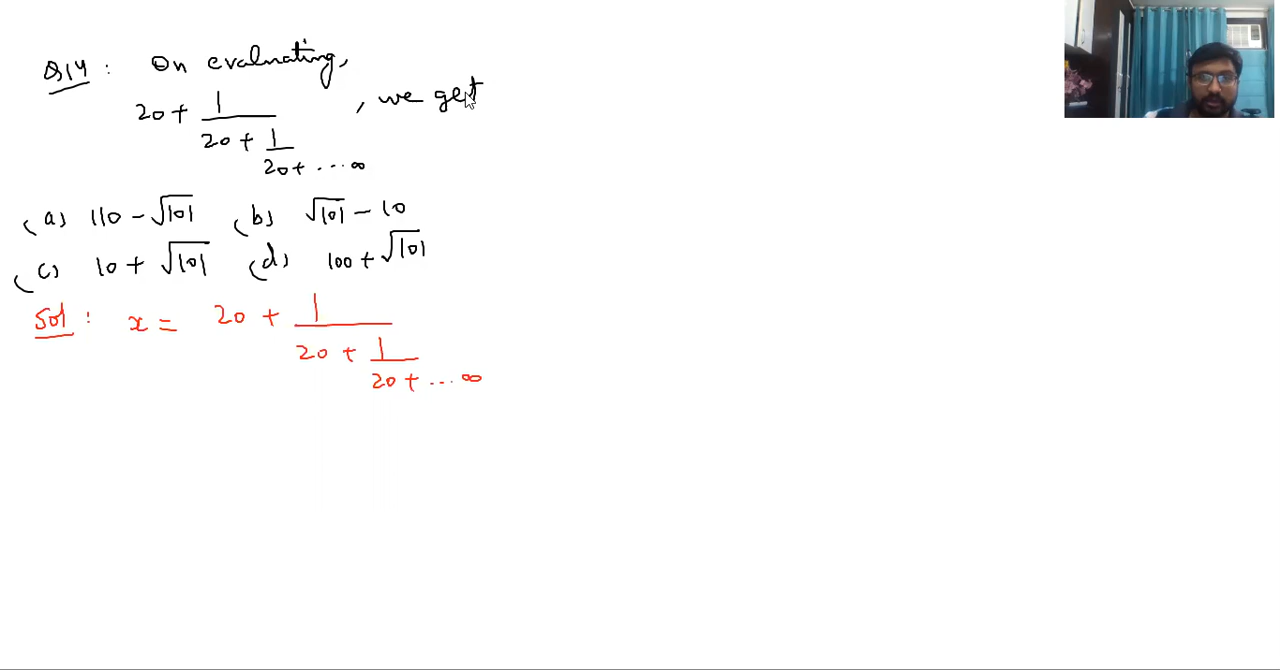 Q14 : On evaluating,
20 + 1/(20 + 1/(20 + ...∞)) , we get
(a) 110 - √101 (b) √101 - 10
(c) 10 + √101 (d) 100 + √101
Sol : x = 20 + 1/(20 + 1/(20 + ...∞))